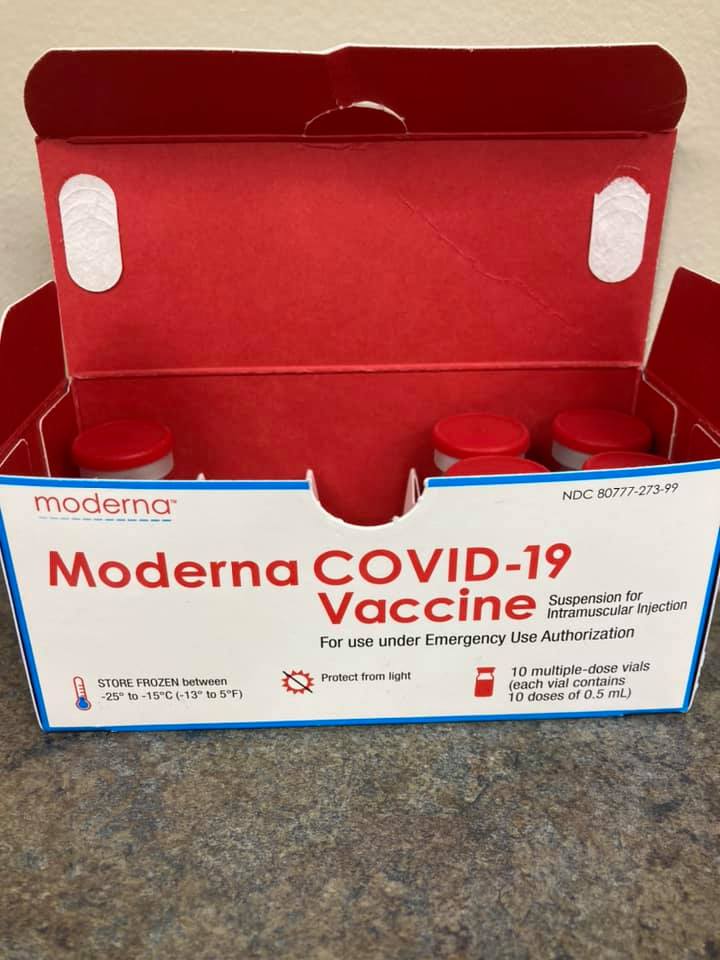 moderna™
NDC 80777-273-99
Moderna COVID-19
Vaccine
Suspension for
Intramuscular Injection
For use under Emergency Use Authorization
STORE FROZEN between
-25° to -15°C (-13° to 5°F)
Protect from light
10 multiple-dose vials
(each vial contains
10 doses of 0.5 mL)